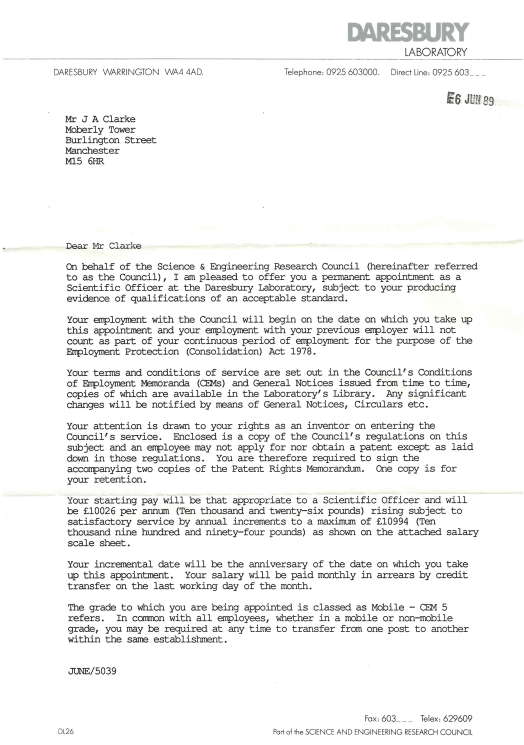 DARESBURY
LABORATORY
DARESBURY WARRINGTON WA4 4AD.
Telephone: 0925 603000. Direct Line: 0925 603___
6 JUN 89
Mr J A Clarke
Moberly Tower
Burlington Street
Manchester
M15 6HR
Dear Mr Clarke
On behalf of the Science & Engineering Research Council (hereinafter referred
to as the Council), I am pleased to offer you a permanent appointment as a
Scientific Officer at the Daresbury Laboratory, subject to your producing
evidence of qualifications of an acceptable standard.
Your employment with the Council will begin on the date on which you take up
this appointment and your employment with your previous employer will not
count as part of your continuous period of employment for the purpose of the
Employment Protection (Consolidation) Act 1978.
Your terms and conditions of service are set out in the Council's Conditions
of Employment Memoranda (CEMs) and General Notices issued from time to time,
copies of which are available in the Laboratory's Library. Any significant
changes will be notified by means of General Notices, Circulars etc.
Your attention is drawn to your rights as an inventor on entering the
Council's service. Enclosed is a copy of the Council's regulations on this
subject and an employee may not apply for nor obtain a patent except as laid
down in those regulations. You are therefore required to sign the
accompanying two copies of the Patent Rights Memorandum. One copy is for
your retention.
Your starting pay will be that appropriate to a Scientific Officer and will
be £10026 per annum (Ten thousand and twenty-six pounds) rising subject to
satisfactory service by annual increments to a maximum of £10994 (Ten
thousand nine hundred and ninety-four pounds) as shown on the attached salary
scale sheet.
Your incremental date will be the anniversary of the date on which you take
up this appointment. Your salary will be paid monthly in arrears by credit
transfer on the last working day of the month.
The grade to which you are being appointed is classed as Mobile - CEM 5
refers. In common with all employees, whether in a mobile or non-mobile
grade, you may be required at any time to transfer from one post to another
within the same establishment.
JUNE/5039
Fax: 603___ Telex: 629609
DL26
Part of the SCIENCE AND ENGINEERING RESEARCH COUNCIL